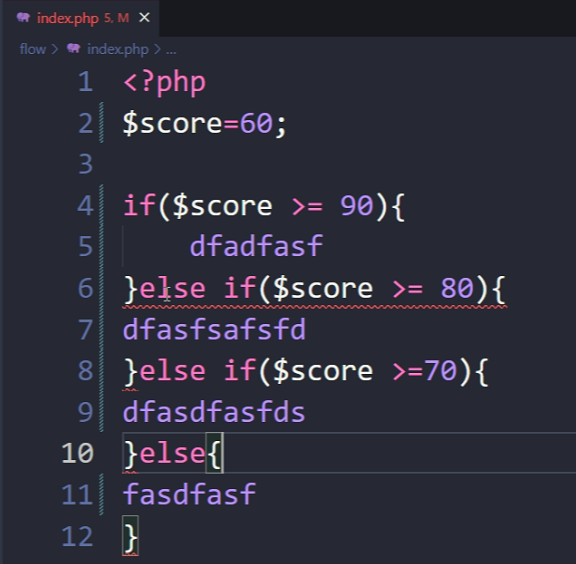 index.php 5, M ×
flow > index.php > ...
1 <?php
2 $score=60;
3
4 if($score >= 90){
5 dfadfasf
6 }else if($score >= 80){
7 dfasfsafsfd
8 }else if($score >=70){
9 dfasdfasfds
10 }else{
11 fasdfasf
12 }